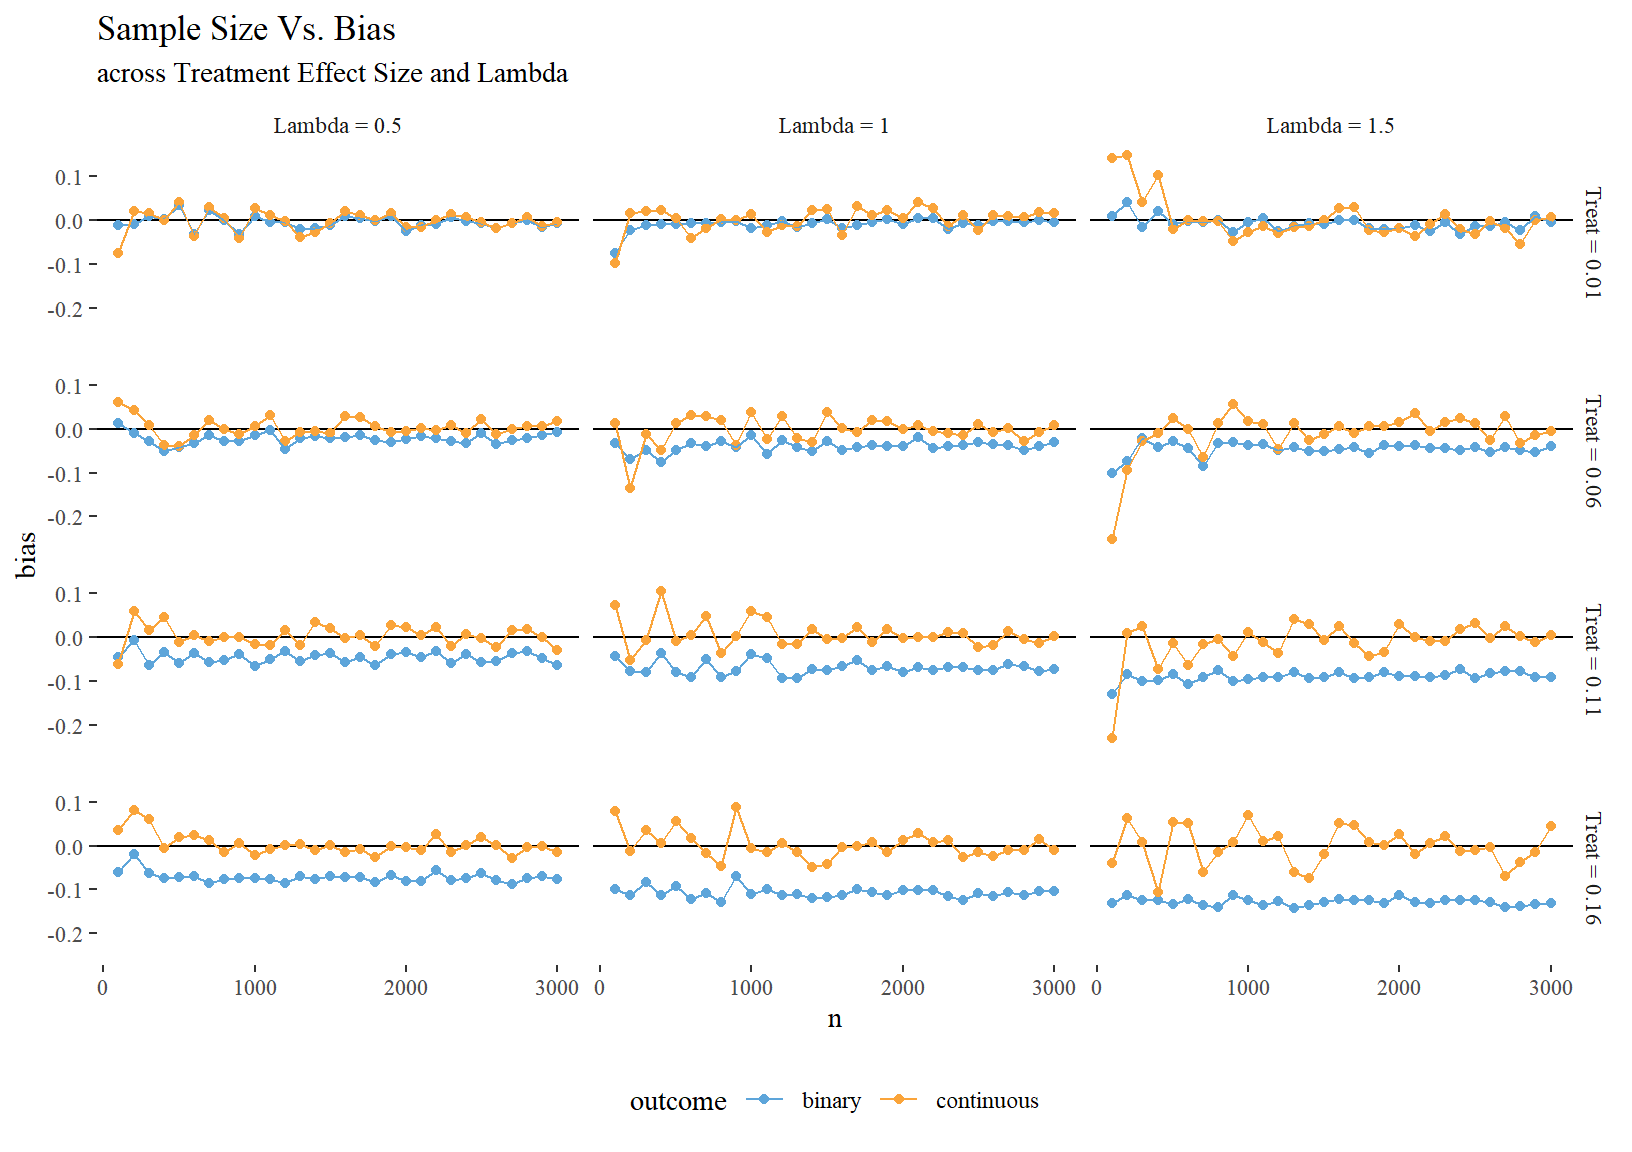 Sample Size Vs. Bias
across Treatment Effect Size and Lambda
Lambda = 0.5
Lambda = 1
Lambda = 1.5
0.1
0.0
-0.1
-0.2
Treat = 0.01
0.1
0.0
-0.1
-0.2
Treat = 0.06
bias
0.1
0.0
-0.1
-0.2
Treat = 0.11
0.1
0.0
-0.1
-0.2
Treat = 0.16
0 1000 2000 3000
0 1000 2000 3000
0 1000 2000 3000
n
outcome binary continuous